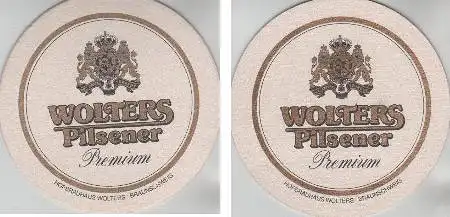 WOLTERS
Pilsener
Premium
HOFBRAUHAUS WOLTERS · BRAUNSCHWEIG
WOLTERS
Pilsener
Premium
HOFBRAUHAUS WOLTERS · BRAUNSCHWEIG